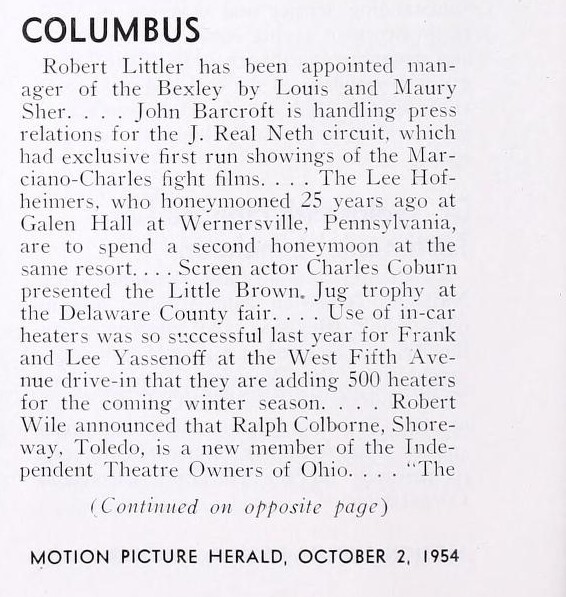 COLUMBUS
Robert Littler has been appointed man-
ager of the Bexley by Louis and Maury
Sher. . . . John Barcroft is handling press
relations for the J. Real Neth circuit, which
had exclusive first run showings of the Mar-
ciano-Charles fight films. . . . The Lee Hof-
heimers, who honeymooned 25 years ago at
Galen Hall at Wernersville, Pennsylvania,
are to spend a second honeymoon at the
same resort. . . . Screen actor Charles Coburn
presented the Little Brown. Jug trophy at
the Delaware County fair. . . . Use of in-car
heaters was so successful last year for Frank
and Lee Yassenoff at the West Fifth Ave-
nue drive-in that they are adding 500 heaters
for the coming winter season. . . . Robert
Wile announced that Ralph Colborne, Shore-
way, Toledo, is a new member of the Inde-
pendent Theatre Owners of Ohio. . . . "The
(Continued on opposite page)
MOTION PICTURE HERALD, OCTOBER 2, 1954